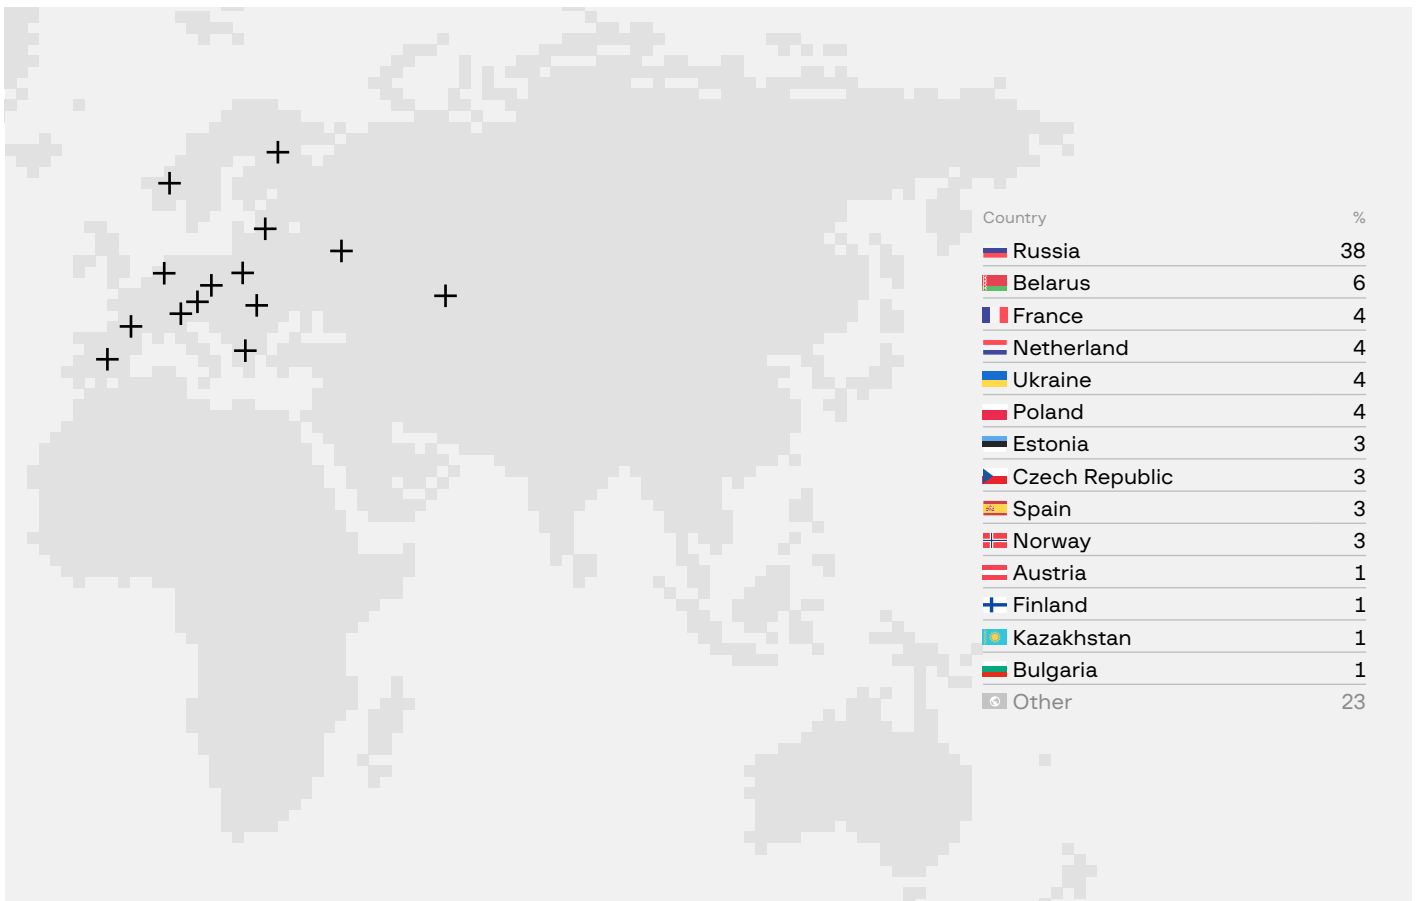 Country %
Russia 38
Belarus 6
France 4
Netherland 4
Ukraine 4
Poland 4
Estonia 3
Czech Republic 3
Spain 3
Norway 3
Austria 1
Finland 1
Kazakhstan 1
Bulgaria 1
Other 23